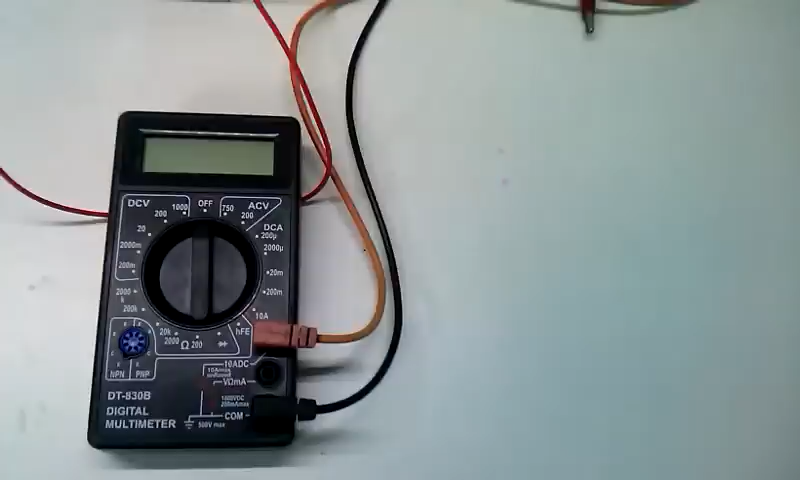 DCV
OFF
ACV
1000
750
200
200
20
2000m
200m
2000
k
200k
20k
2000
Ω
200
hFE
DCA
200µ
2000µ
20m
200m
10A
E
B
C
E
NPN
PNP
10ADC
VΩmA
COM
500V max
DT-830B
DIGITAL
MULTIMETER